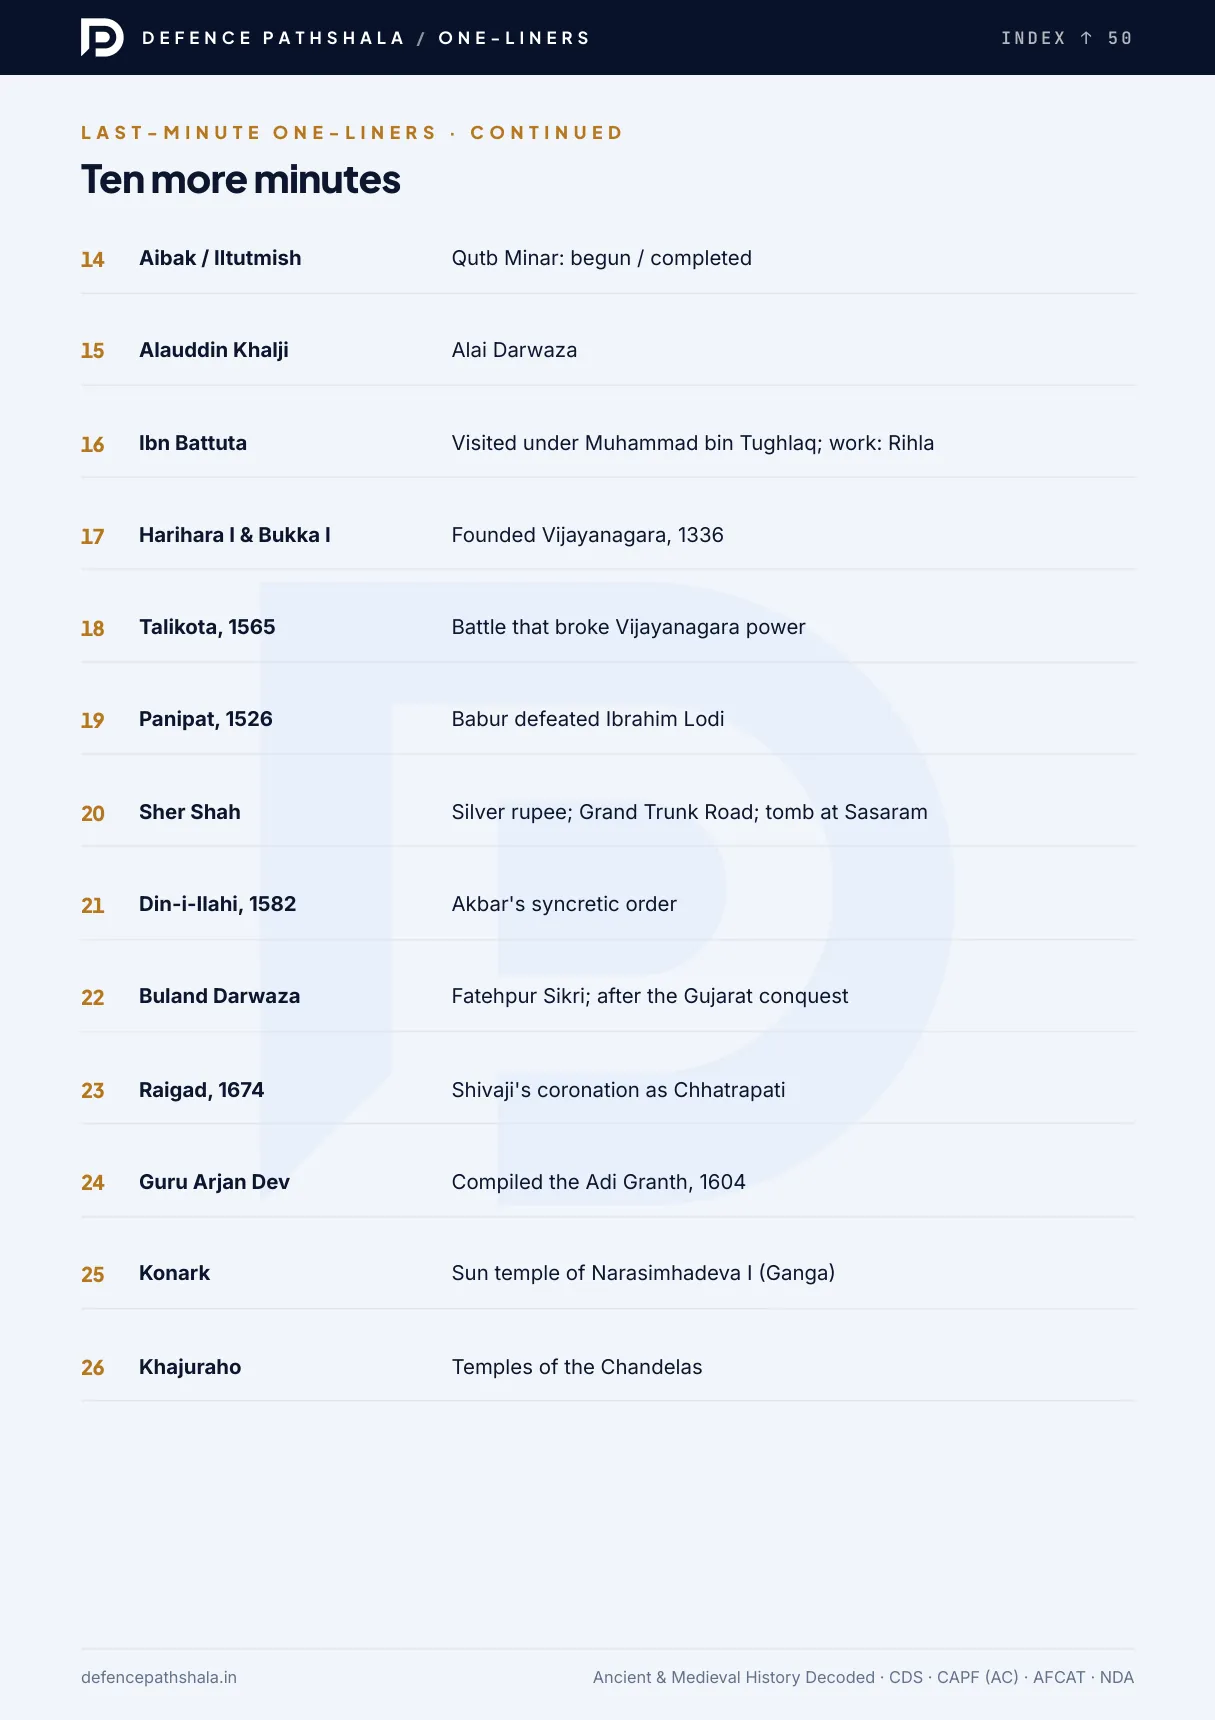 DEFENCE PATHSHALA / ONE-LINERS
INDEX ↑ 50
LAST-MINUTE ONE-LINERS · CONTINUED
Ten more minutes
14 Aibak / Iltutmish Qutb Minar: begun / completed
15 Alauddin Khalji Alai Darwaza
16 Ibn Battuta Visited under Muhammad bin Tughlaq; work: Rihla
17 Harihara I & Bukka I Founded Vijayanagara, 1336
18 Talikota, 1565 Battle that broke Vijayanagara power
19 Panipat, 1526 Babur defeated Ibrahim Lodi
20 Sher Shah Silver rupee; Grand Trunk Road; tomb at Sasaram
21 Din-i-Ilahi, 1582 Akbar's syncretic order
22 Buland Darwaza Fatehpur Sikri; after the Gujarat conquest
23 Raigad, 1674 Shivaji's coronation as Chhatrapati
24 Guru Arjan Dev Compiled the Adi Granth, 1604
25 Konark Sun temple of Narasimhadeva I (Ganga)
26 Khajuraho Temples of the Chandelas
defencepathshala.in
Ancient & Medieval History Decoded · CDS · CAPF (AC) · AFCAT · NDA